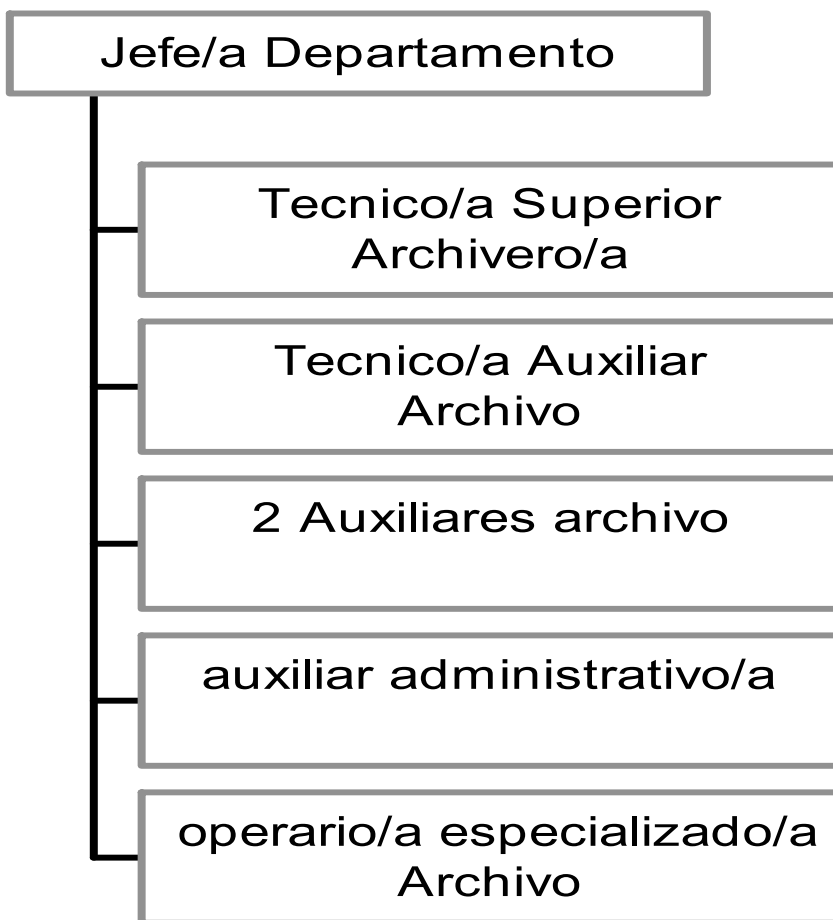 Jefe/a Departamento
Tecnico/a Superior
Archivero/a
Tecnico/a Auxiliar
Archivo
2 Auxiliares archivo
auxiliar administrativo/a
operario/a especializado/a
Archivo